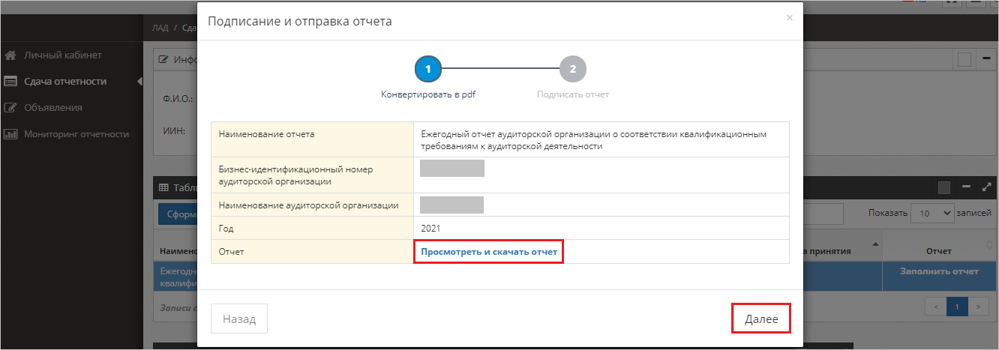 Подписание и отправка отчета
×
ЛАД / Сда
Личный кабинет
Сдача отчетности
Объявления
Мониторинг отчетности
Ф.И.О.:
ИИН:
1
2
Конвертировать в pdf
Подписать отчет
Наименование отчета
Ежегодный отчет аудиторской организации о соответствии квалификационным
требованиям к аудиторской деятельности
Бизнес-идентификационный номер
аудиторской организации
Наименование аудиторской организации
Год
2021
Отчет
Просмотреть и скачать отчет
Назад
Далее
Инфо
Табли
Сформ
Показать 10 записей
Наимено
а принятия
Отчет
Ежегодн
квалифи
Заполнить отчет
Записи с
< 1 >